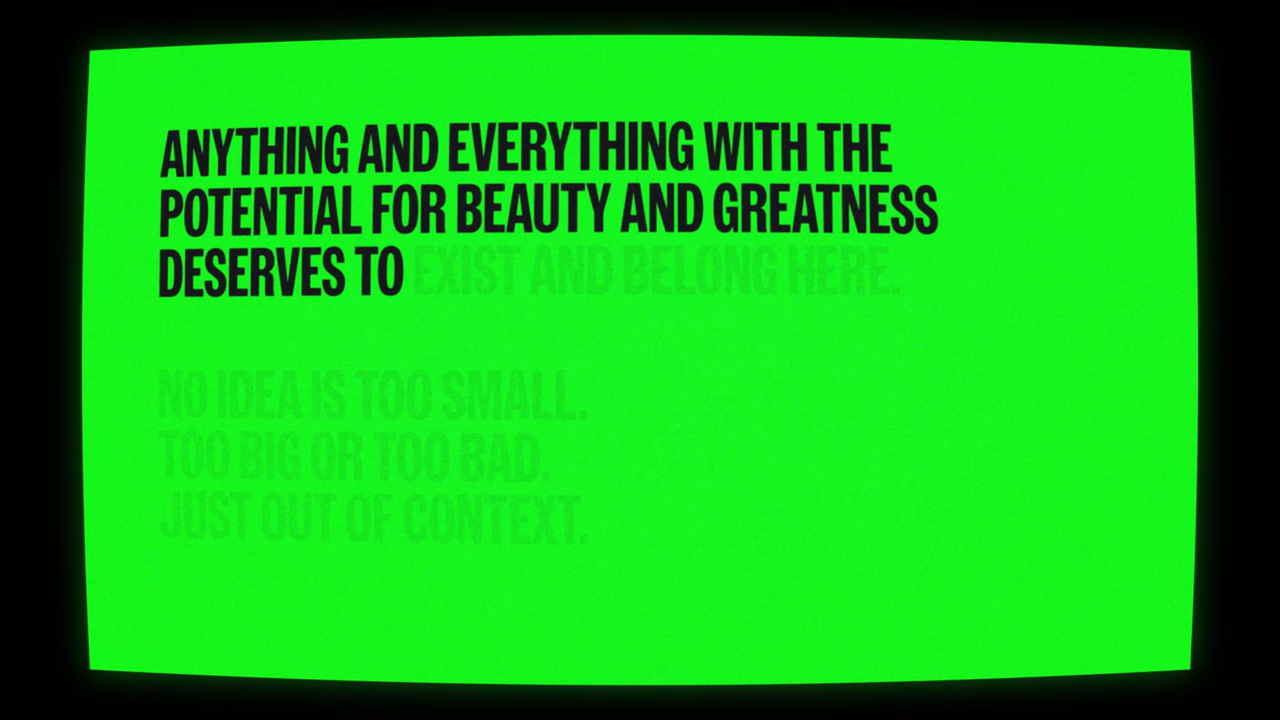 ANYTHING AND EVERYTHING WITH THE
POTENTIAL FOR BEAUTY AND GREATNESS
DESERVES TO EXIST AND BELONG HERE.
NO IDEA IS TOO SMALL.
TOO BIG OR TOO BAD.
JUST OUT OF CONTEXT.